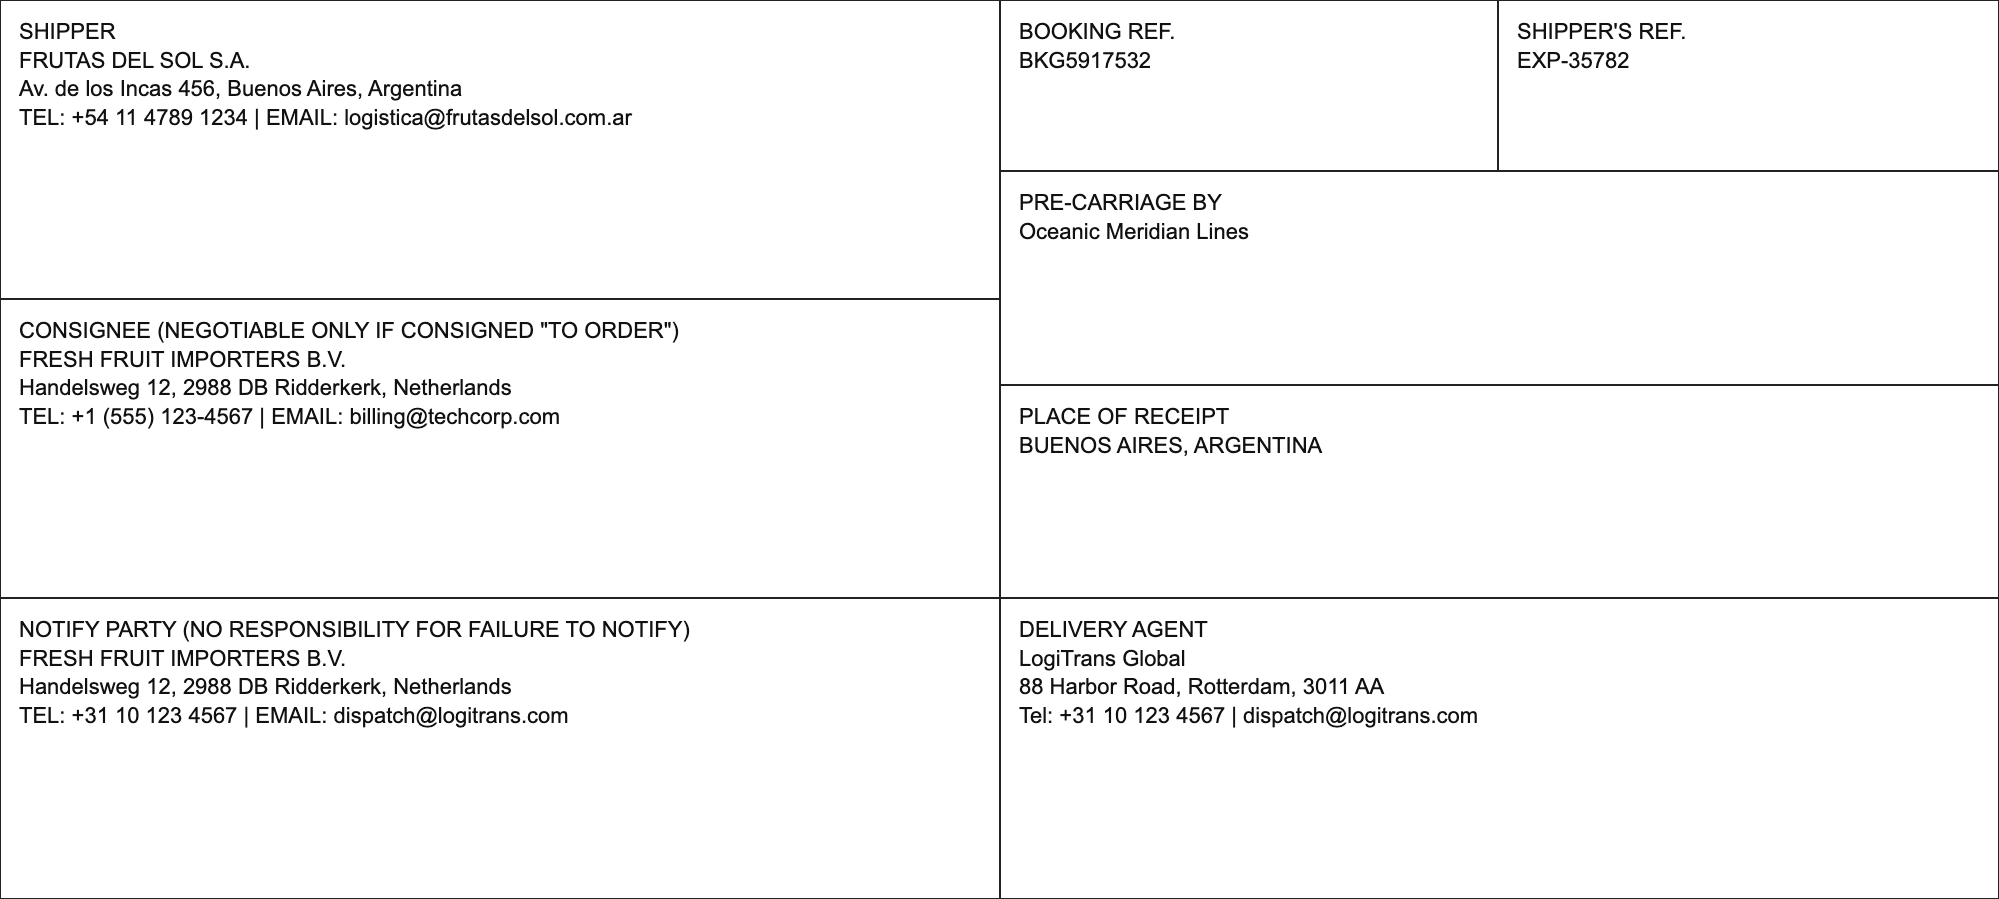 SHIPPER
FRUTAS DEL SOL S.A.
Av. de los Incas 456, Buenos Aires, Argentina
TEL: +54 11 4789 1234 | EMAIL: logistica@frutasdelsol.com.ar
BOOKING REF.
BKG5917532
SHIPPER'S REF.
EXP-35782
PRE-CARRIAGE BY
Oceanic Meridian Lines
CONSIGNEE (NEGOTIABLE ONLY IF CONSIGNED "TO ORDER")
FRESH FRUIT IMPORTERS B.V.
Handelsweg 12, 2988 DB Ridderkerk, Netherlands
TEL: +1 (555) 123-4567 | EMAIL: billing@techcorp.com
PLACE OF RECEIPT
BUENOS AIRES, ARGENTINA
NOTIFY PARTY (NO RESPONSIBILITY FOR FAILURE TO NOTIFY)
FRESH FRUIT IMPORTERS B.V.
Handelsweg 12, 2988 DB Ridderkerk, Netherlands
TEL: +31 10 123 4567 | EMAIL: dispatch@logitrans.com
DELIVERY AGENT
LogiTrans Global
88 Harbor Road, Rotterdam, 3011 AA
Tel: +31 10 123 4567 | dispatch@logitrans.com